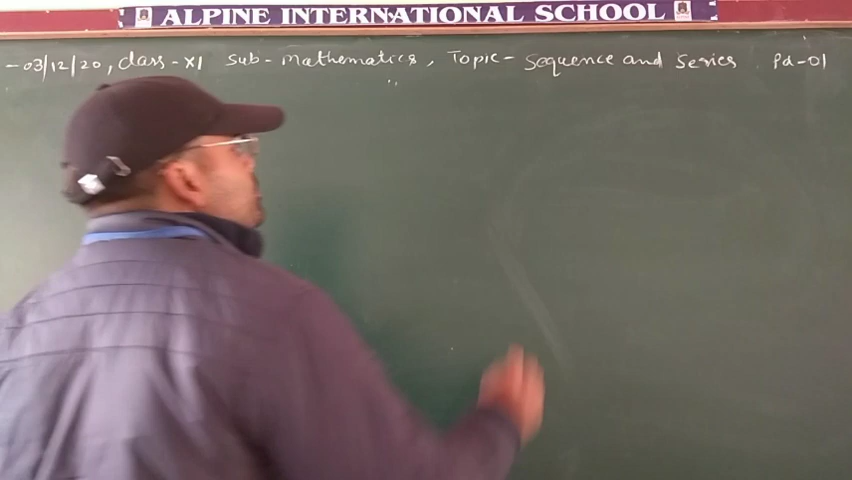 ALPINE INTERNATIONAL SCHOOL
-03/12/20, class-XI Sub-Mathematics, Topic-Sequence and Series Pd-01